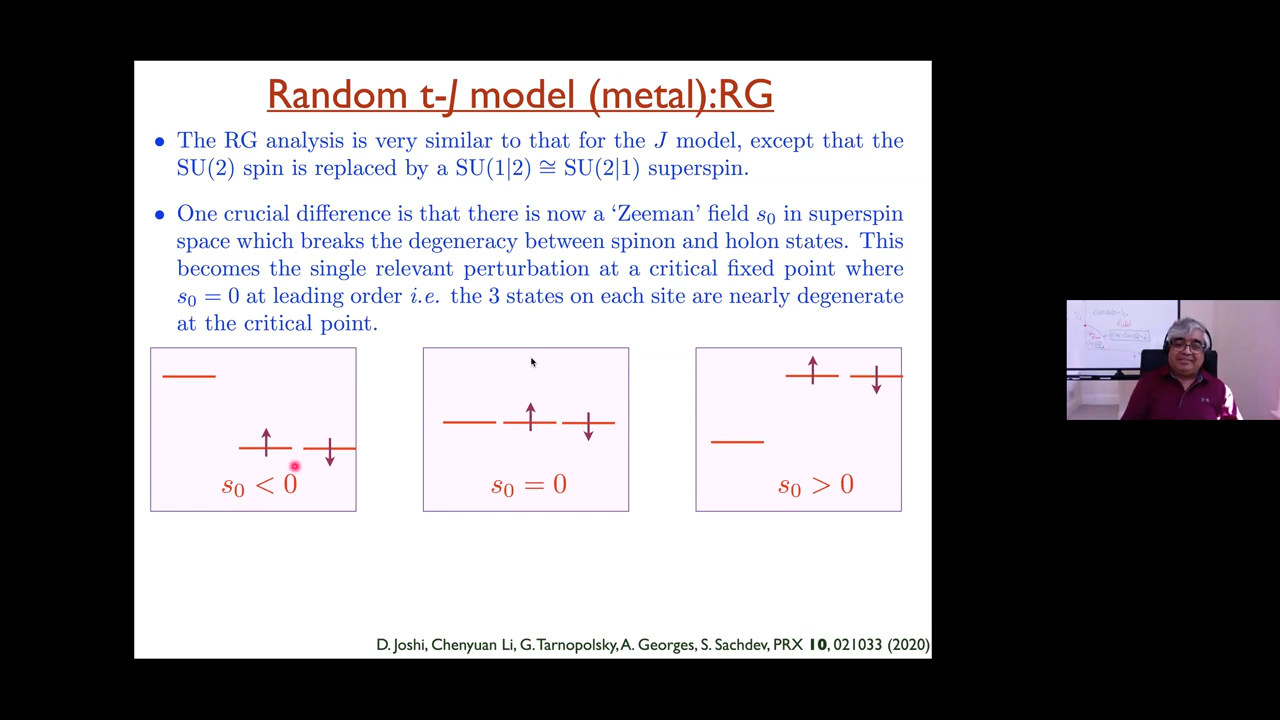 Random t-J model (metal):RG
• The RG analysis is very similar to that for the J model, except that the
SU(2) spin is replaced by a SU(1|2) ≅ SU(2|1) superspin.
• One crucial difference is that there is now a ‘Zeeman’ field s₀ in superspin
space which breaks the degeneracy between spinon and holon states. This
becomes the single relevant perturbation at a critical fixed point where
s₀ = 0 at leading order i.e. the 3 states on each site are nearly degenerate
at the critical point.
s₀ < 0
s₀ = 0
s₀ > 0
D. Joshi, Chenyuan Li, G. Tarnopolsky, A. Georges, S. Sachdev, PRX 10, 021033 (2020)